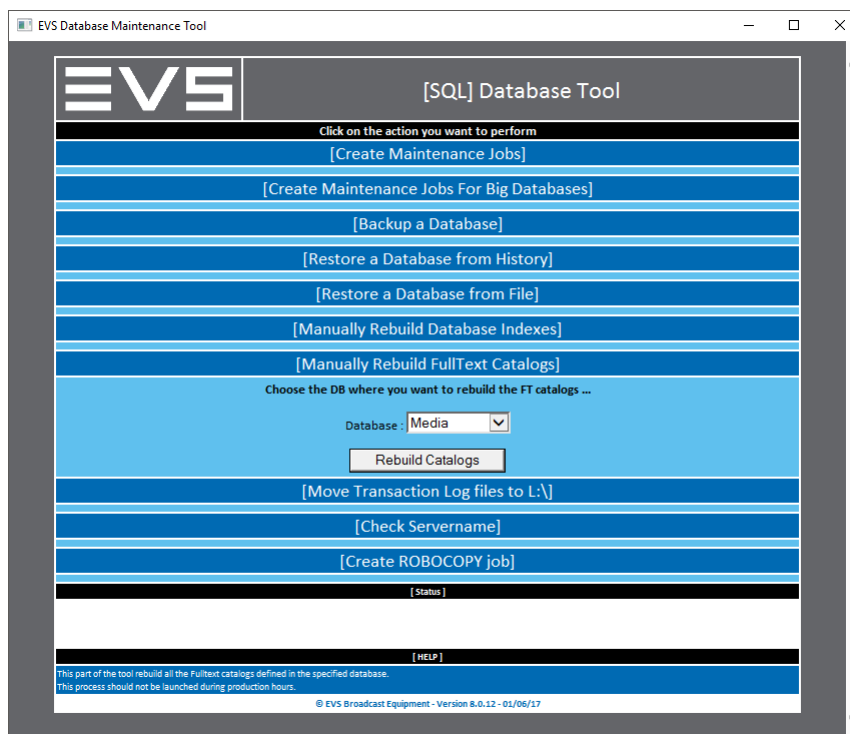 EVS Database Maintenance Tool
EVS
[SQL] Database Tool
Click on the action you want to perform
[Create Maintenance Jobs]
[Create Maintenance Jobs For Big Databases]
[Backup a Database]
[Restore a Database from History]
[Restore a Database from File]
[Manually Rebuild Database Indexes]
[Manually Rebuild FullText Catalogs]
Choose the DB where you want to rebuild the FT catalogs ...
Database : Media
Rebuild Catalogs
[Move Transaction Log files to L:\]
[Check Servername]
[Create ROBOCOPY job]
[ Status ]
[ HELP ]
This part of the tool rebuild all the Fulltext catalogs defined in the specified database.
This process should not be launched during production hours.
© EVS Broadcast Equipment - Version 8.0.12 - 01/06/17